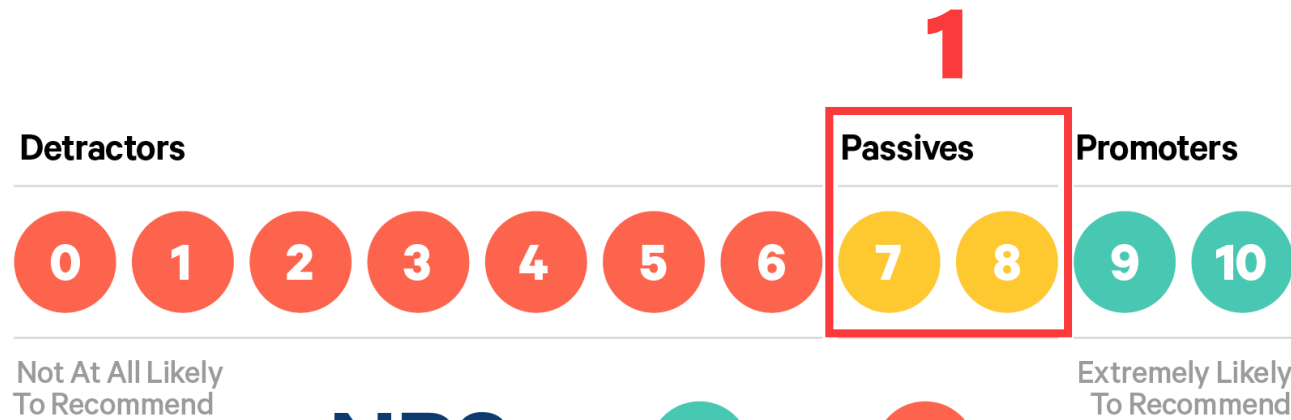 1
Detractors Passives Promoters
0 1 2 3 4 5 6 7 8 9 10
Not At All Likely
To Recommend
Extremely Likely
To Recommend